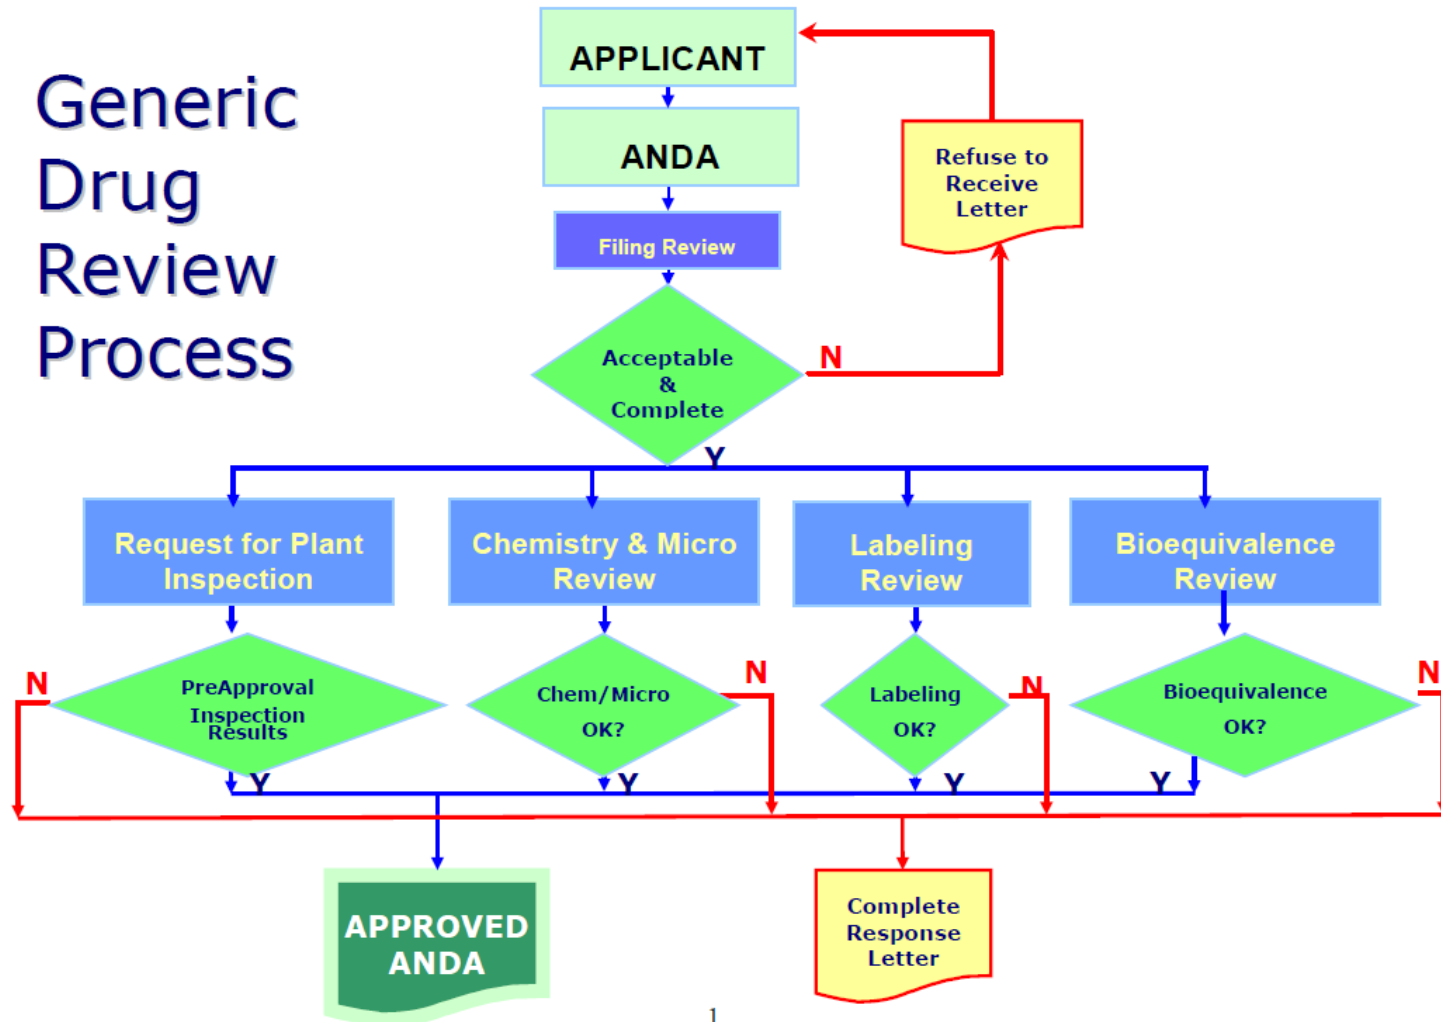 Generic
Drug
Review
Process
APPLICANT
ANDA
Refuse to
Receive
Letter
Filing Review
Acceptable
&
Complete
N
Y
Request for Plant
Inspection
Chemistry & Micro
Review
Labeling
Review
Bioequivalence
Review
N
PreApproval
Inspection
Results
Y
Chem/Micro
OK?
N
Y
Labeling
OK?
N
Y
Bioequivalence
OK?
N
Y
APPROVED
ANDA
Complete
Response
Letter
1